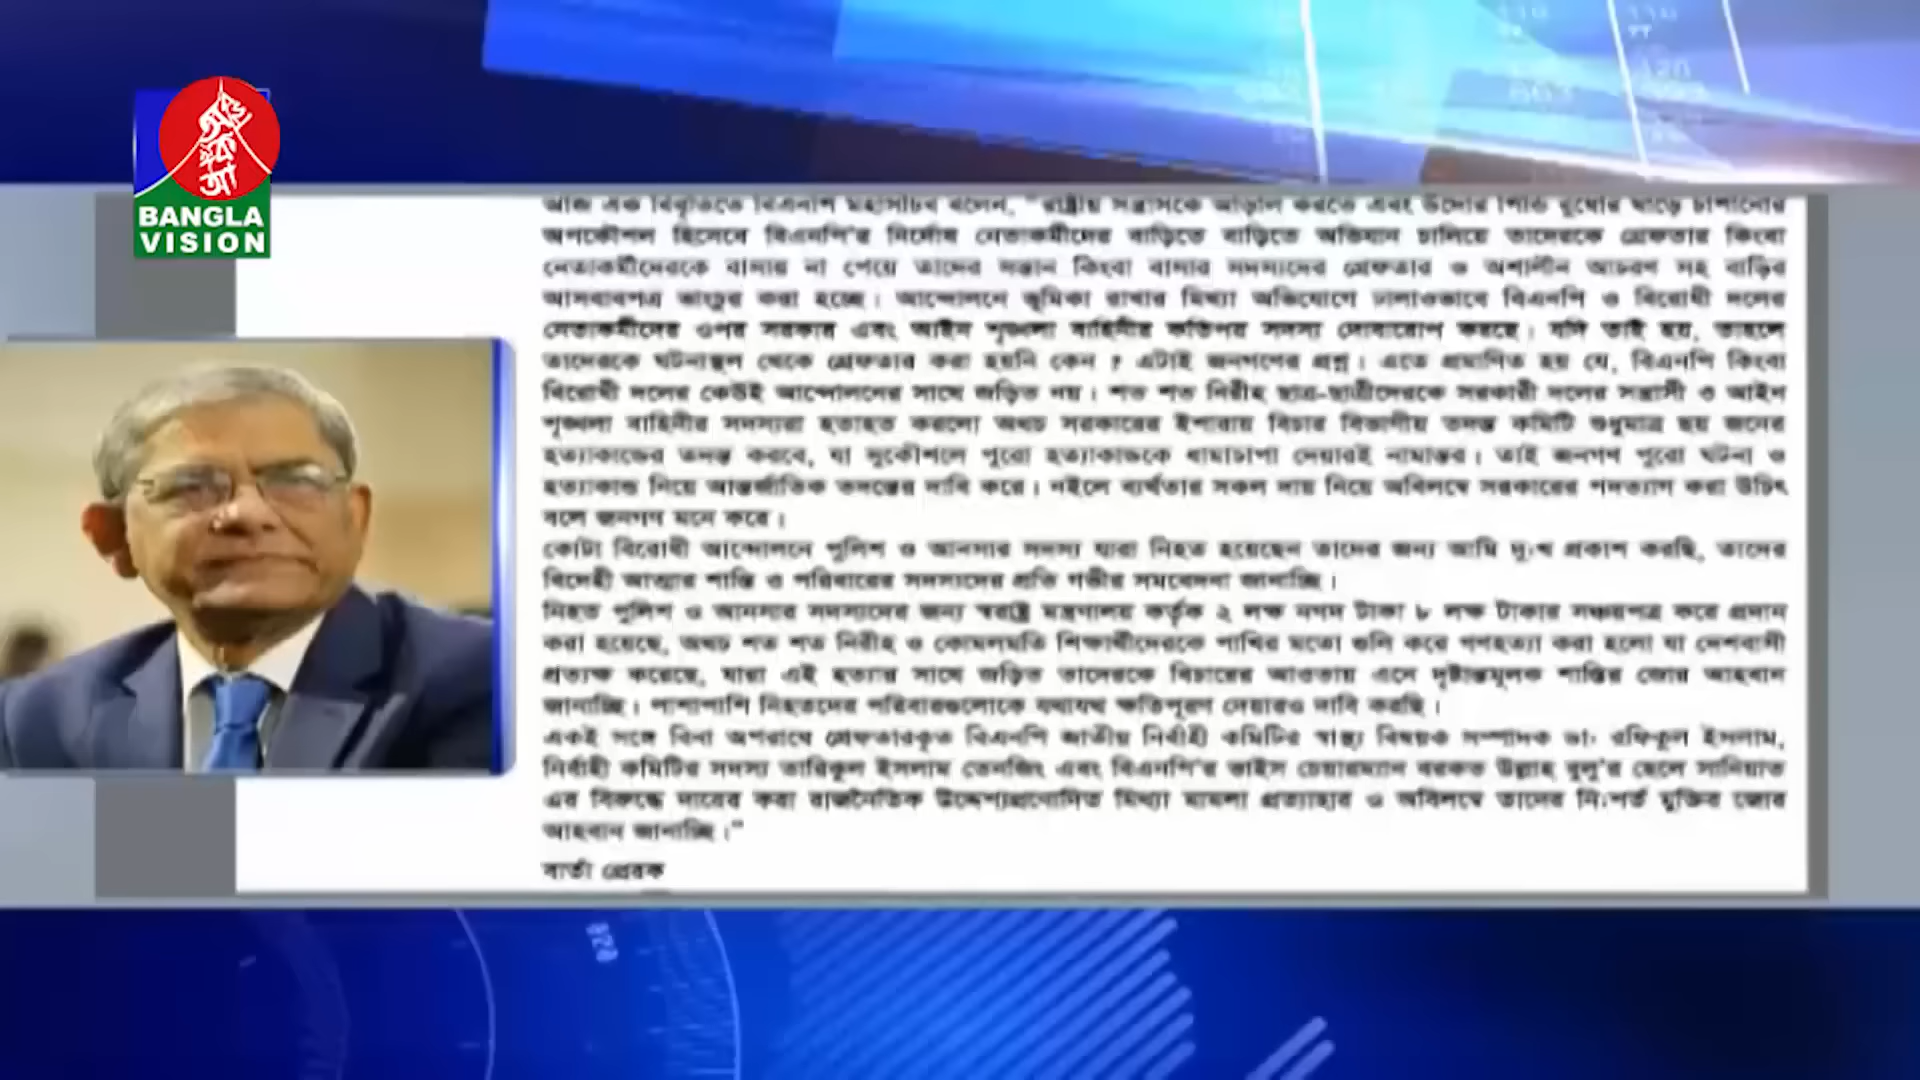 BANGLA
VISION
আজ এক বিবৃতিতে বিএনপি মহাসচিব বলেন, "রাষ্ট্রীয় সন্ত্রাসকে আড়াল করতে এবং উদোর পিন্ডি বুধোর ঘাড়ে চাপানোর
অপকৌশল হিসেবে বিএনপি'র নির্দোষ নেতাকর্মীদের বাড়িতে বাড়িতে অভিযান চালিয়ে তাদেরকে গ্রেফতার কিংবা
নেতাকর্মীদেরকে বাসায় না পেয়ে তাদের সন্তান কিংবা বাসার সদস্যদের গ্রেফতার ও অশালীন আচরণ সহ বাড়ির
আসবাবপত্র ভাংচুর করা হচ্ছে। আন্দোলনে ভূমিকা রাখার মিথ্যা অভিযোগে ঢালাওভাবে বিএনপি ও বিরোধী দলের
নেতাকর্মীদের ওপর সরকার এবং আইন শৃঙ্খলা বাহিনীর কতিপয় সদস্য দোষারোপ করছে। যদি তাই হয়, তাহলে
তাদেরকে ঘটনাস্থল থেকে গ্রেফতার করা হয়নি কেন ? এটাই জনগণের প্রশ্ন। এতে প্রমাণিত হয় যে, বিএনপি কিংবা
বিরোধী দলের কেউই আন্দোলনের সাথে জড়িত নয়। শত শত নিরীহ ছাত্র-ছাত্রীদেরকে সরকারী দলের সন্ত্রাসী ও আইন
শৃঙ্খলা বাহিনীর সদস্যরা হতাহত করলো অথচ সরকারের ইশারায় বিচার বিভাগীয় তদন্ত কমিটি শুধুমাত্র ছয় জনের
হত্যাকান্ডের তদন্ত করবে, যা সুকৌশলে পুরো হত্যাকান্ডকে ধামাচাপা দেয়ারই নামান্তর। তাই জনগণ পুরো ঘটনা ও
হত্যাকান্ড নিয়ে আন্তর্জাতিক তদন্তের দাবি করে। নইলে ব্যর্থতার সকল দায় নিয়ে অবিলম্বে সরকারের পদত্যাগ করা উচিৎ
বলে জনগণ মনে করে।
কোটা বিরোধী আন্দোলনে পুলিশ ও আনসার সদস্য যারা নিহত হয়েছেন তাদের জন্য আমি দু:খ প্রকাশ করছি, তাদের
বিদেহী আত্মার শান্তি ও পরিবারের সদস্যদের প্রতি গভীর সমবেদনা জানাচ্ছি।
নিহত পুলিশ ও আনসার সদস্যদের জন্য স্বরাষ্ট্র মন্ত্রণালয় কর্তৃক ২ লক্ষ নগদ টাকা ৮ লক্ষ টাকার সঞ্চয়পত্র করে প্রদান
করা হয়েছে, অথচ শত শত নিরীহ ও কোমলমতি শিক্ষার্থীদেরকে পাখির মতো গুলি করে গণহত্যা করা হলো যা দেশবাসী
প্রত্যক্ষ করেছে, যারা এই হত্যার সাথে জড়িত তাদেরকে বিচারের আওতায় এনে দৃষ্টান্তমূলক শাস্তির জোর আহবান
জানাচ্ছি। পাশাপাশি নিহতদের পরিবারগুলোকে যথাযথ ক্ষতিপূরণ দেয়ারও দাবি করছি।
একই সঙ্গে বিনা অপরাধে গ্রেফতারকৃত বিএনপি জাতীয় নির্বাহী কমিটির স্বাস্থ্য বিষয়ক সম্পাদক ডা: রফিকুল ইসলাম,
নির্বাহী কমিটির সদস্য তারিকুল ইসলাম তেনজিং এবং বিএনপি'র ভাইস চেয়ারম্যান বরকত উল্লাহ বুলু'র ছেলে সানিয়াত
এর বিরুদ্ধে দায়ের করা রাজনৈতিক উদ্দেশ্যপ্রণোদিত মিথ্যা মামলা প্রত্যাহার ও অবিলম্বে তাদের নি:শর্ত মুক্তির জোর
আহবান জানাচ্ছি।"
বার্তা প্রেরক